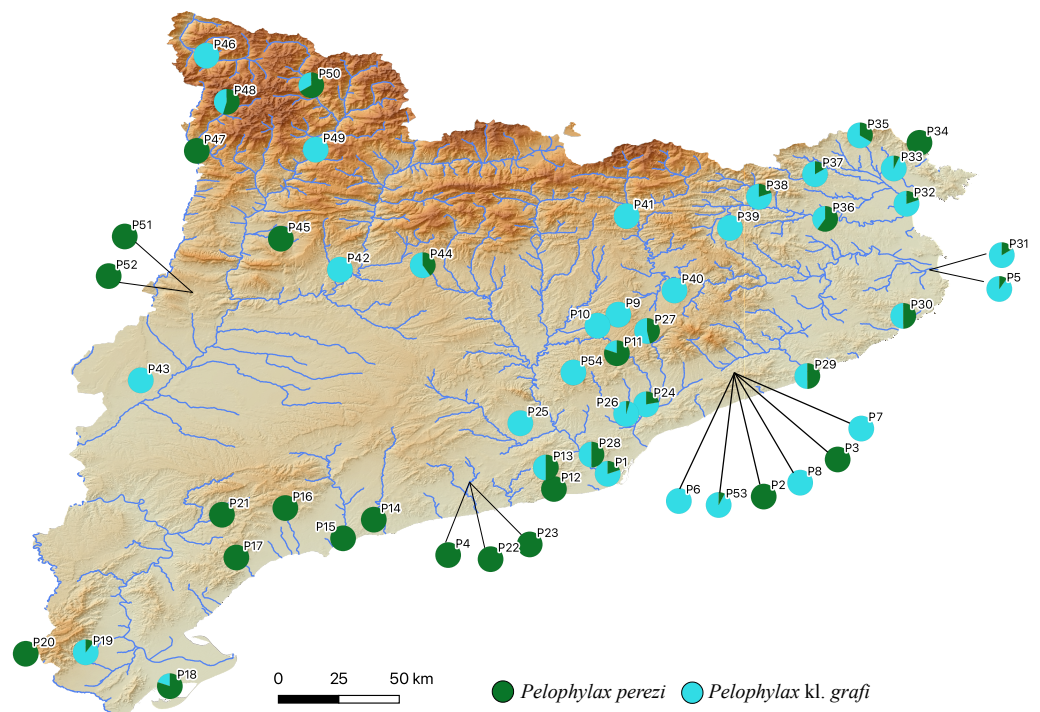 P46
P50
P48
P47
P49
P35
P34
P33
P37
P38
P32
P36
P41
P39
P51
P45
P52
P42
P44
P31
P5
P40
P9
P10
P27
P30
P11
P54
P29
P43
P24
P26
P25
P7
P28
P13
P1
P3
P12
P8
P6
P53
P2
P21
P16
P14
P15
P23
P4
P22
P17
P20
P19
P18
0 25 50 km
Pelophylax perezi
Pelophylax kl. grafi